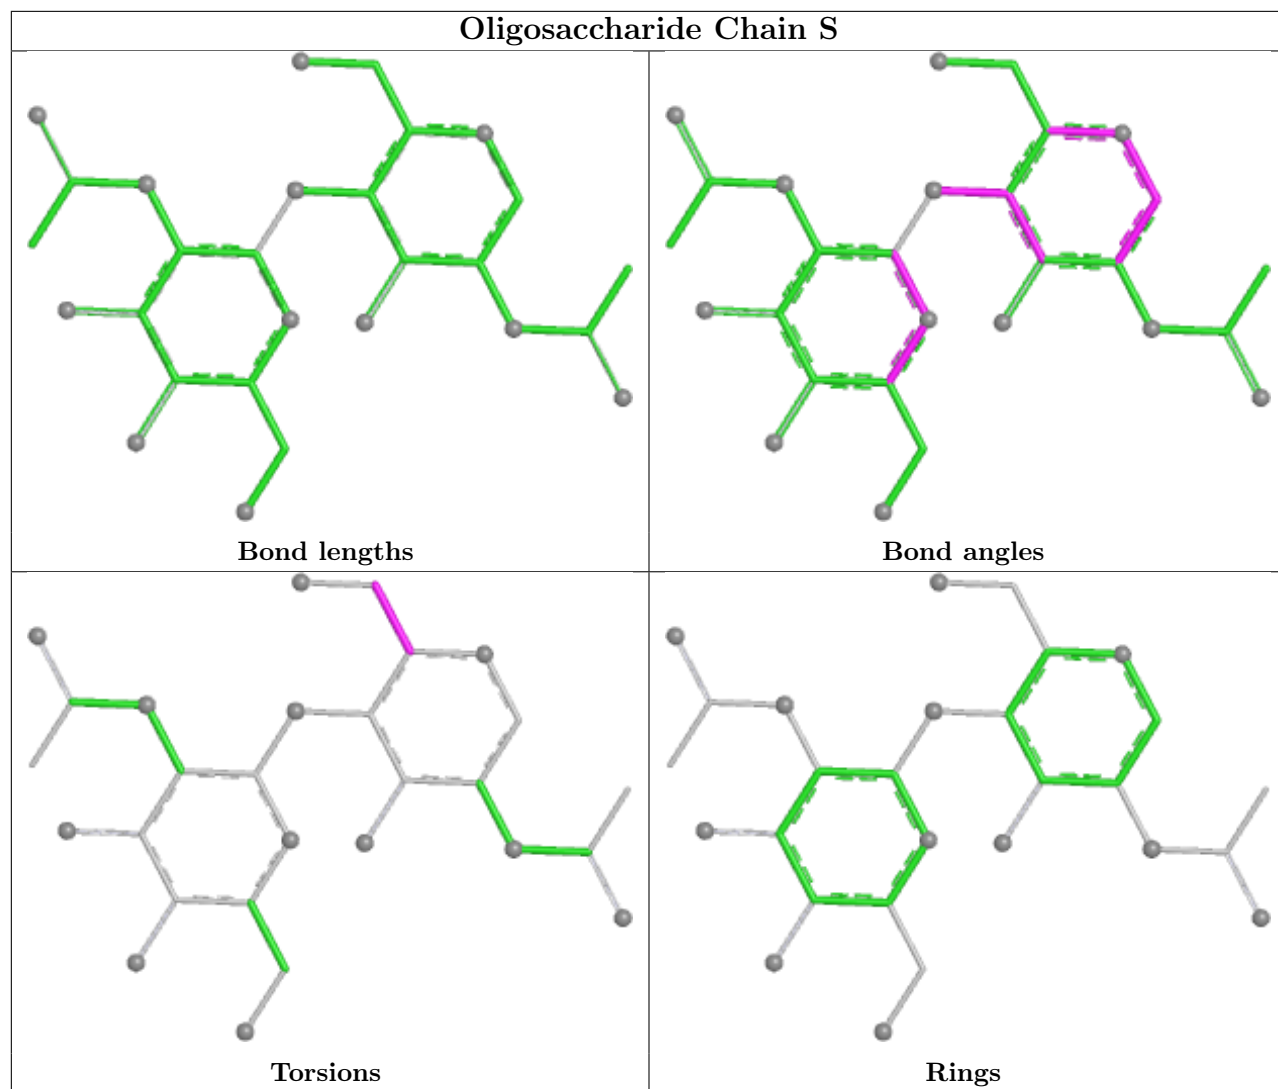 Oligosaccharide Chain S
Bond lengths
Bond angles
Torsions
Rings